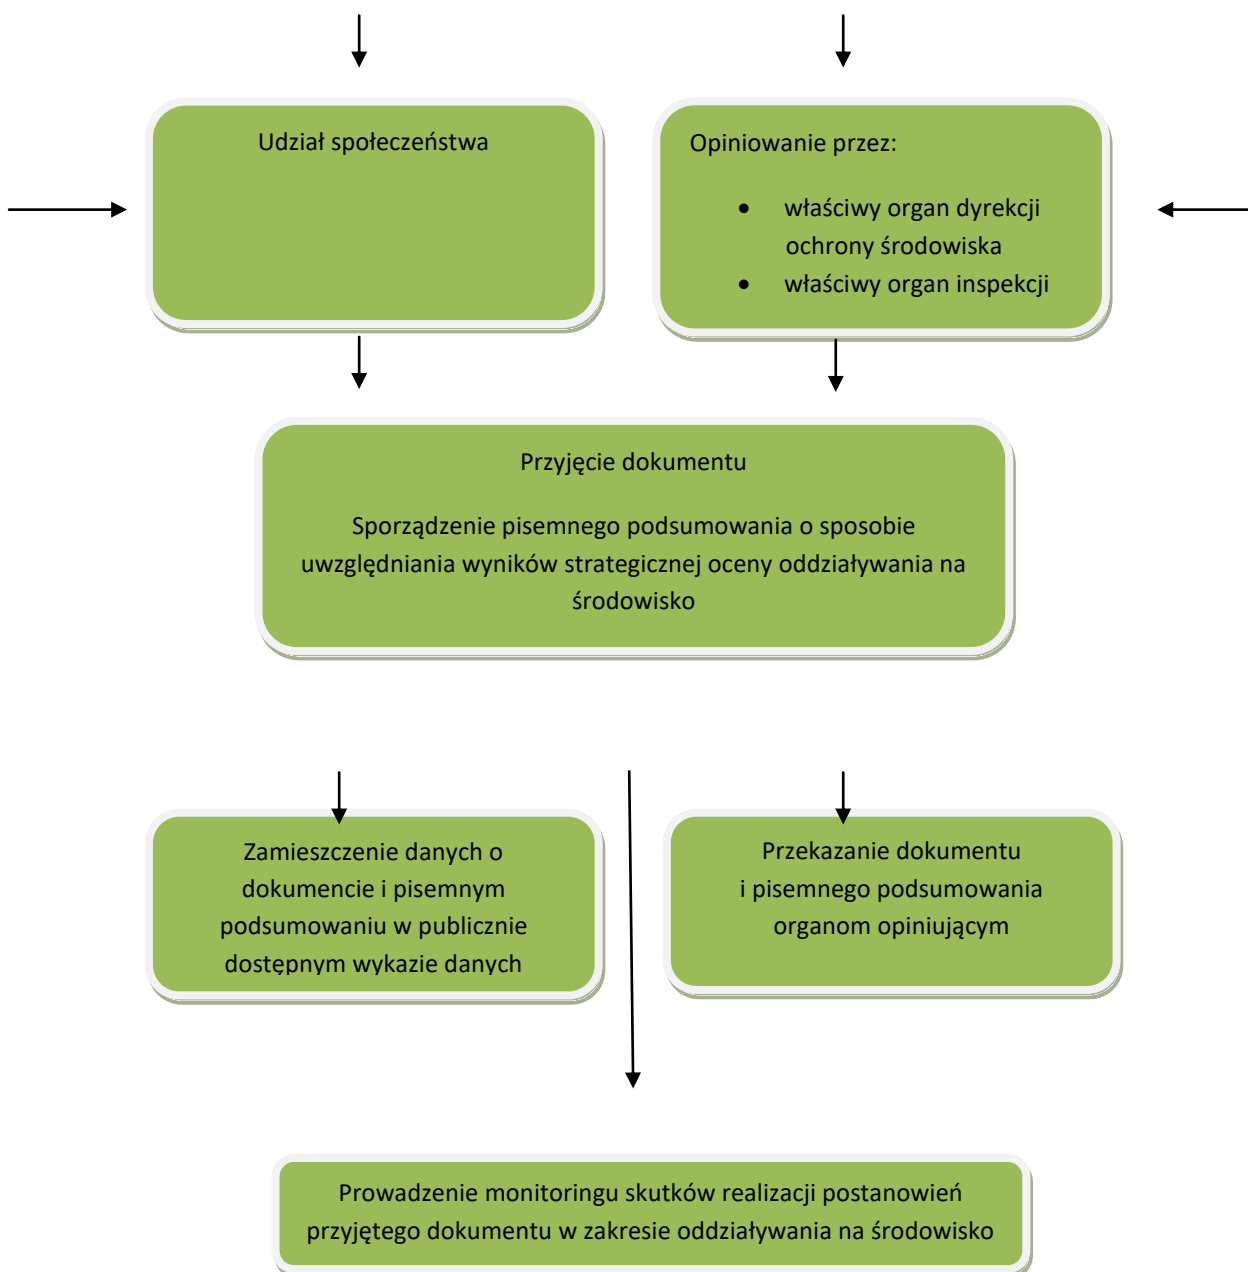 Udział społeczeństwa
Opiniowanie przez:
• właściwy organ dyrekcji
ochrony środowiska
• właściwy organ inspekcji
Przyjęcie dokumentu
Sporządzenie pisemnego podsumowania o sposobie
uwzględniania wyników strategicznej oceny oddziaływania na
środowisko
Zamieszczenie danych o
dokumencie i pisemnym
podsumowaniu w publicznie
dostępnym wykazie danych
Przekazanie dokumentu
i pisemnego podsumowania
organom opiniującym
Prowadzenie monitoringu skutków realizacji postanowień
przyjętego dokumentu w zakresie oddziaływania na środowisko